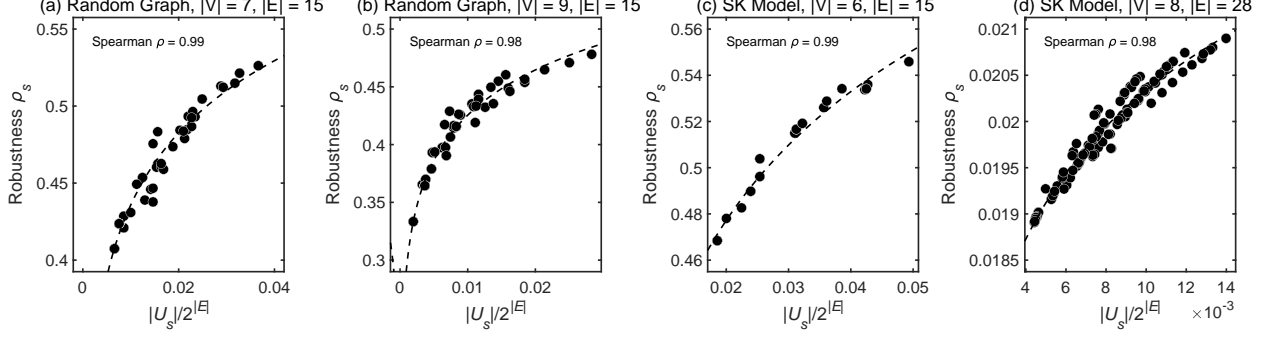 (a) Random Graph, |V| = 7, |E| = 15
Spearman ρ = 0.99
Robustness ρ_s
0.55
0.5
0.45
0.4
0
0.02
0.04
|U_s|/2^|E|
(b) Random Graph, |V| = 9, |E| = 15
Spearman ρ = 0.98
Robustness ρ_s
0.5
0.45
0.4
0.35
0.3
0
0.01
0.02
|U_s|/2^|E|
(c) SK Model, |V| = 6, |E| = 15
Spearman ρ = 0.99
Robustness ρ_s
0.56
0.54
0.52
0.5
0.48
0.46
0.02
0.03
0.04
0.05
|U_s|/2^|E|
(d) SK Model, |V| = 8, |E| = 28
Spearman ρ = 0.98
Robustness ρ_s
0.021
0.0205
0.02
0.0195
0.019
0.0185
4
6
8
10
12
14
×10^-3
|U_s|/2^|E|